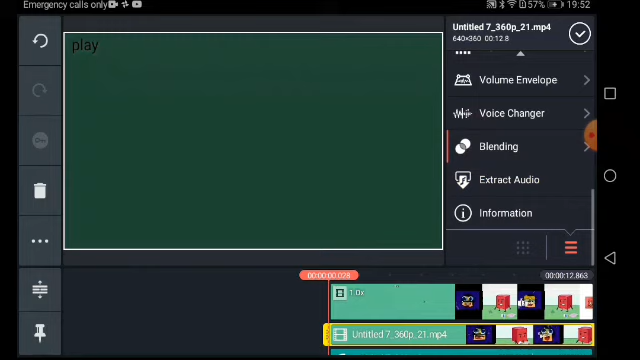 Emergency calls only
57% 19:52
play
Untitled 7_360p_21.mp4
640×360 00:12.8
Volume Envelope
Voice Changer
Blending
Extract Audio
Information
00:00:00.028
00:00:12.863
1.0x
Untitled 7_360p_21.mp4